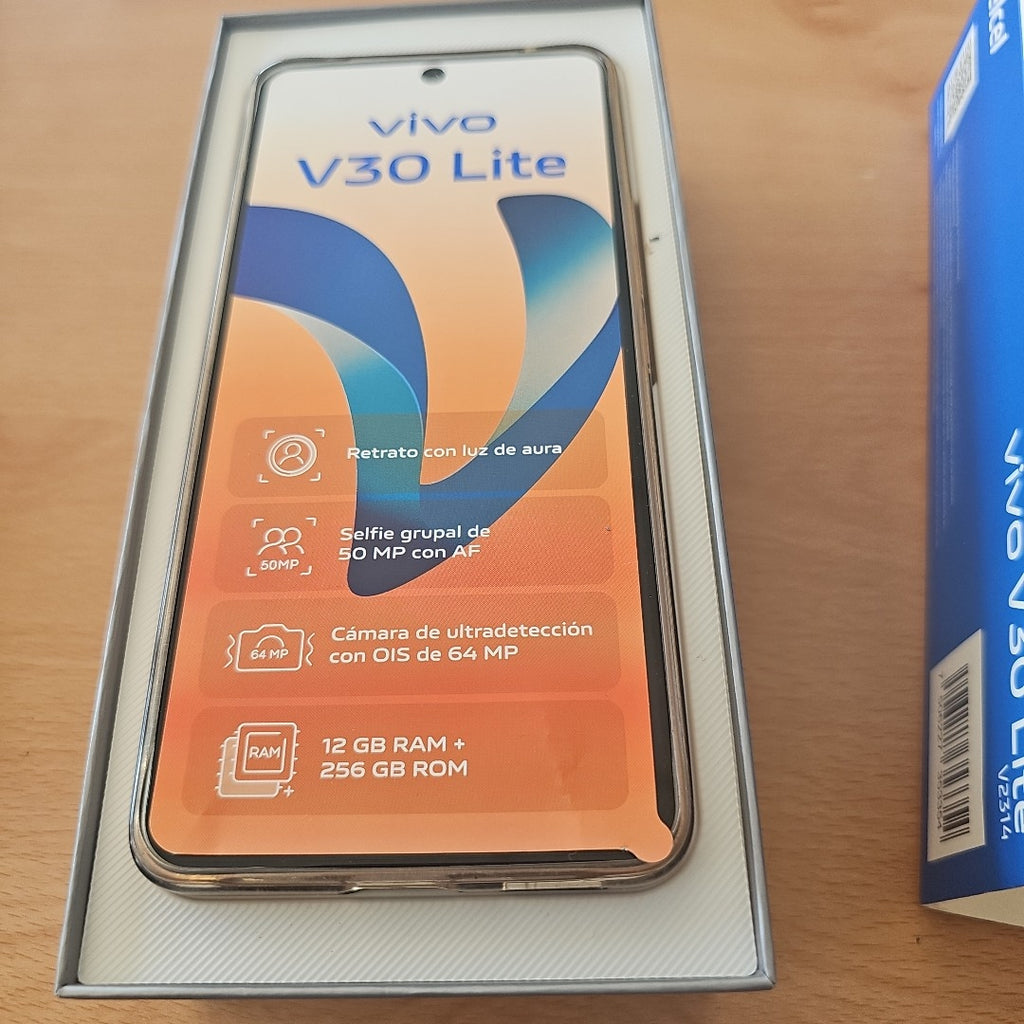 vivo
V30 Lite
Retrato con luz de aura
50MP
Selfie grupal de
50 MP con AF
64 MP
Cámara de ultradetección
con OIS de 64 MP
RAM
12 GB RAM +
256 GB ROM
vivo V30 Lite
V2314